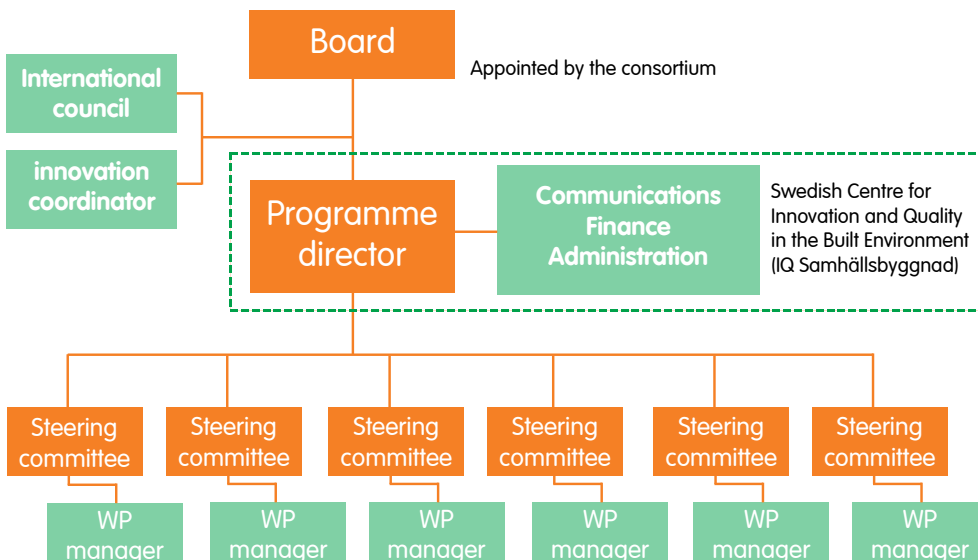 Board
Appointed by the consortium
International
council
innovation
coordinator
Programme
director
Communications
Finance
Administration
Swedish Centre for
Innovation and Quality
in the Built Environment
(IQ Samhällsbyggnad)
Steering
committee
Steering
committee
Steering
committee
Steering
committee
Steering
committee
Steering
committee
WP
manager
WP
manager
WP
manager
WP
manager
WP
manager
WP
manager